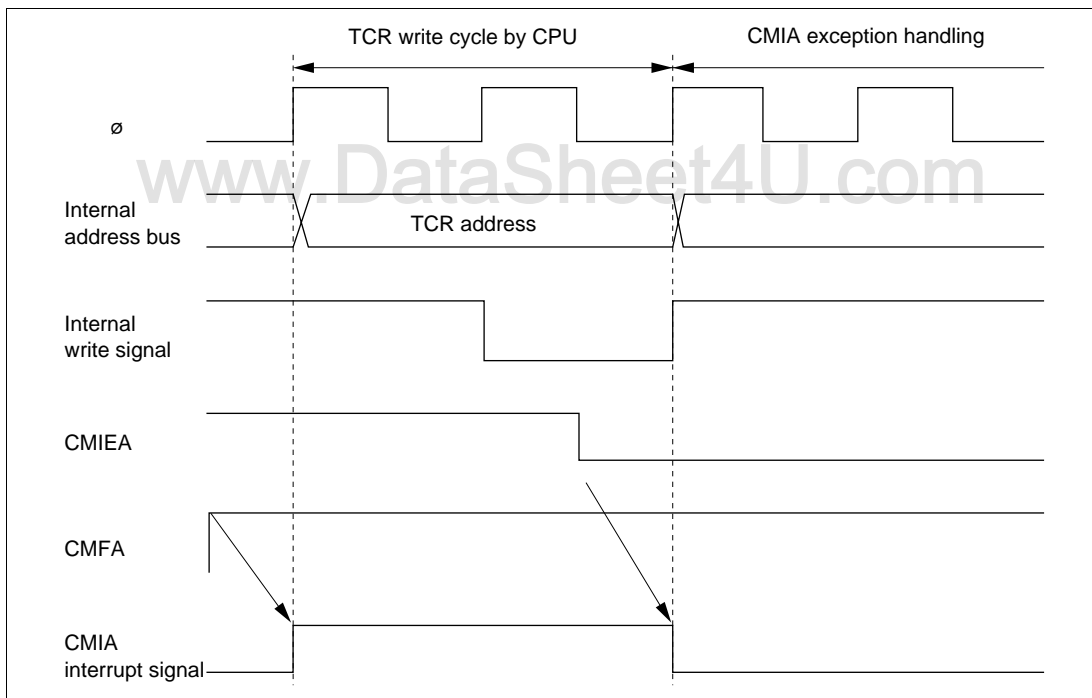 TCR write cycle by CPU
CMIA exception handling
ø
www.DataSheet4U.com
Internal
address bus
TCR address
Internal
write signal
CMIEA
CMFA
CMIA
interrupt signal